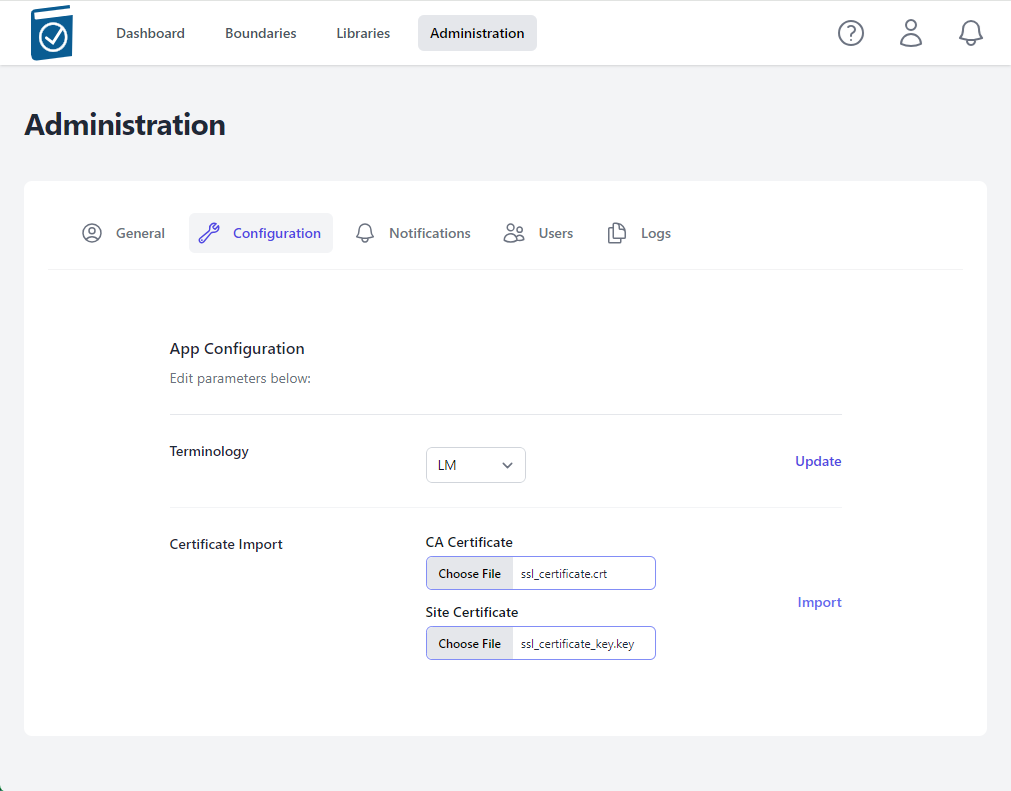 Dashboard Boundaries Libraries Administration
Administration
General Configuration Notifications Users Logs
App Configuration
Edit parameters below:
Terminology LM Update
Certificate Import
CA Certificate
Choose File ssl_certificate.crt
Import
Site Certificate
Choose File ssl_certificate_key.key